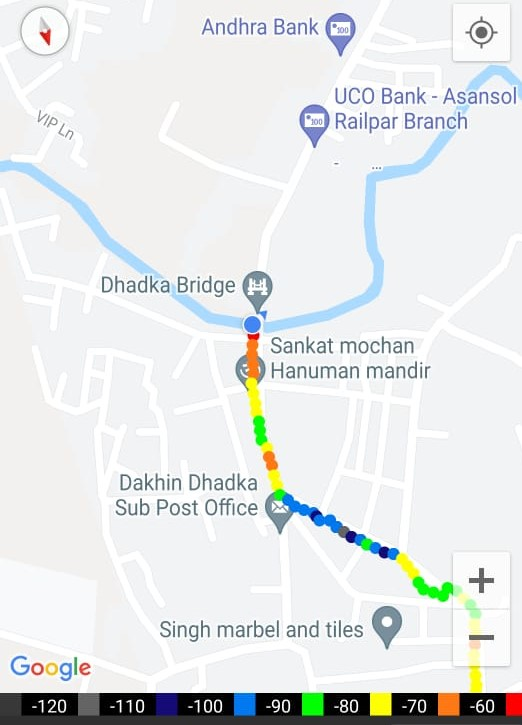 Andhra Bank
UCO Bank - Asansol
Railpar Branch
VIP Ln
- ...
Dhadka Bridge
Sankat mochan
Hanuman mandir
Dakhin Dhadka
Sub Post Office
Singh marbel and tiles
+
−
Google
-120 -110 -100 -90 -80 -70 -60